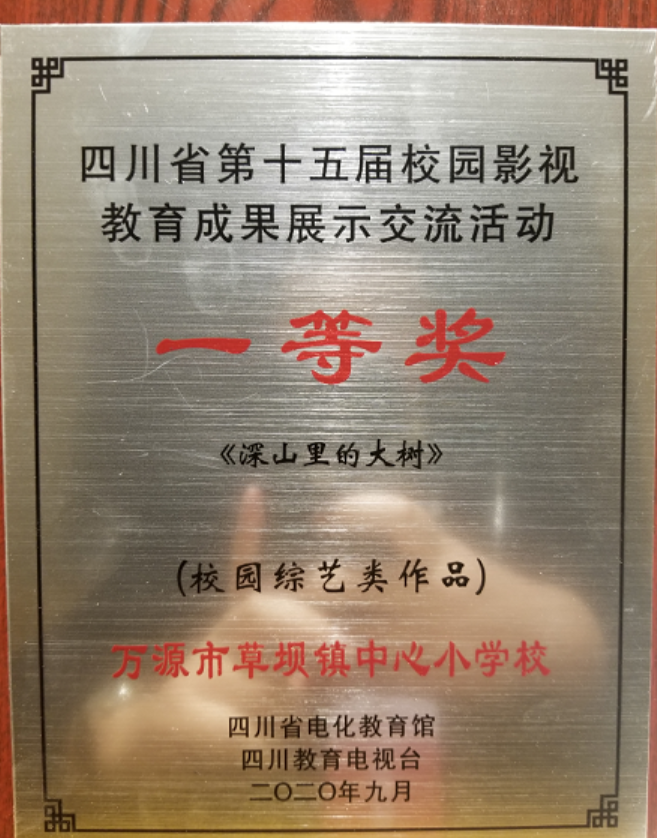 四川省第十五届校园影视
教育成果展示交流活动
一等奖
《深山里的大树》
(校园综艺类作品)
万源市草坝镇中心小学校
四川省电化教育馆
四川教育电视台
二〇二〇年九月